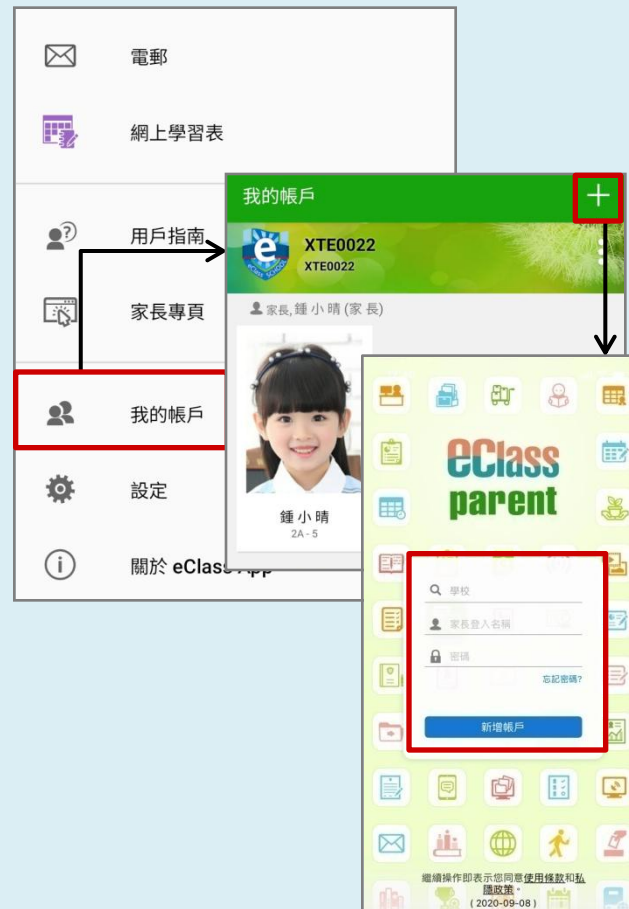 電郵
網上學習表
用戶指南
家長專頁
我的帳戶
設定
關於 eClass App
我的帳戶
XTE0022
XTE0022
家長, 鍾小晴 (家 長)
鍾 小 晴
2A - 5
eClass
parent
學校
家長登入名稱
密碼
忘記密碼?
新增帳戶
繼續操作即表示您同意使用條款和私
隱政策。
( 2020-09-08 )